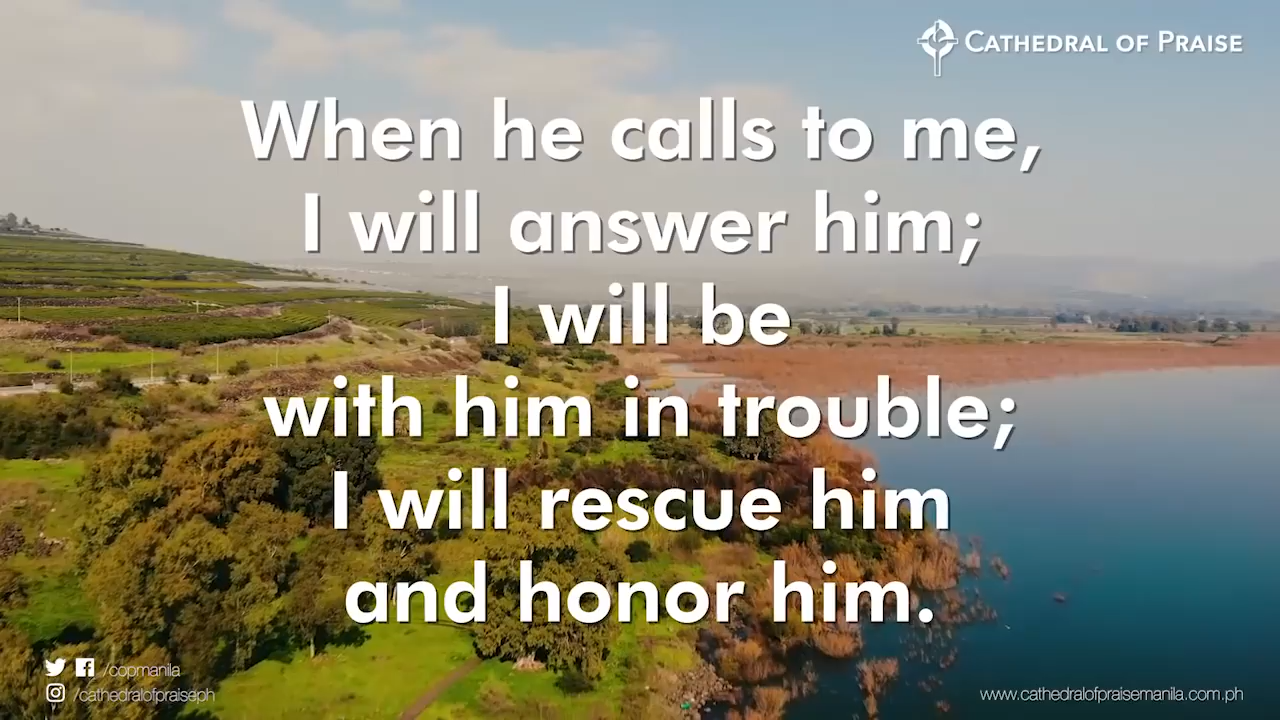 CATHEDRAL OF PRAISE
When he calls to me,
I will answer him;
I will be
with him in trouble;
I will rescue him
and honor him.
/copmanila
/cathedralofpraiseph
www.cathedralofpraisemanila.com.ph